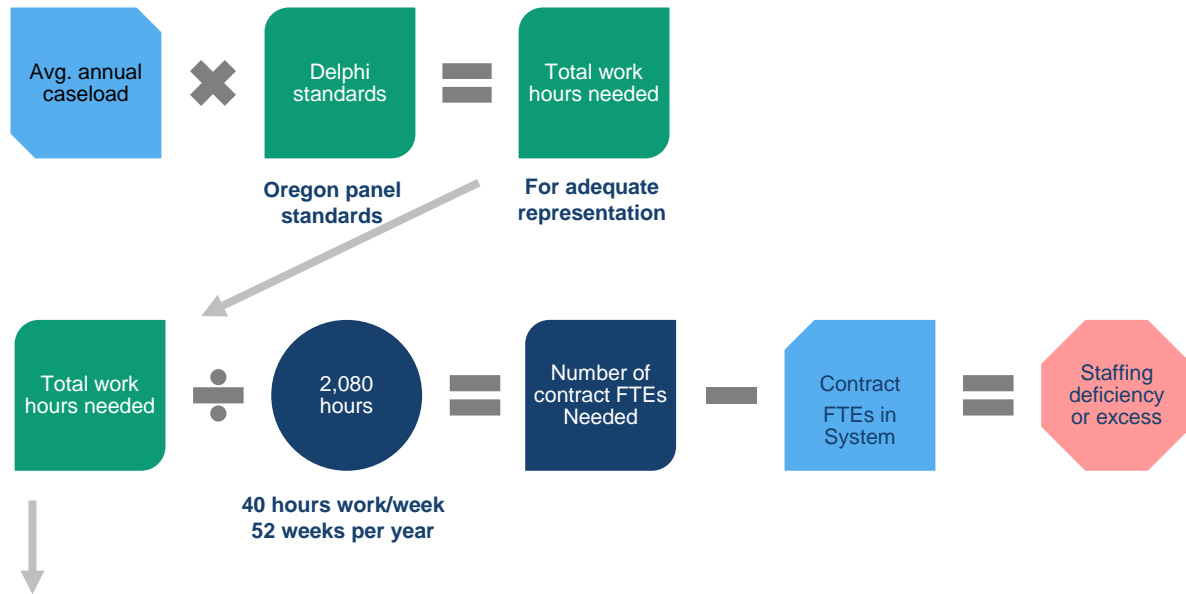 Avg. annual
caseload
Delphi
standards
Total work
hours needed
Oregon panel
standards
For adequate
representation
Total work
hours needed
2,080
hours
Number of
contract FTEs
Needed
Contract
FTEs in
System
Staffing
deficiency
or excess
40 hours work/week
52 weeks per year